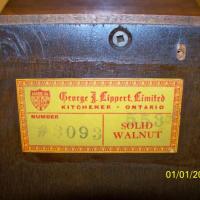 George J. Lippert, Limited
KITCHENER - ONTARIO
NUMBER
# 3093
SOLID
WALNUT
01/01/20